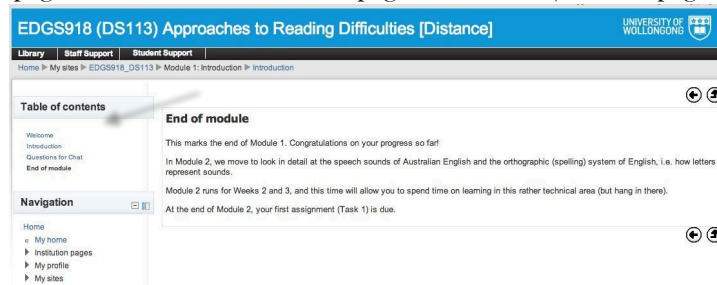 EDGS918 (DS113) Approaches to Reading Difficulties [Distance]
UNIVERSITY OF
WOLLONGONG
Library Staff Support Student Support
Home ▶ My sites ▶ EDGS918_DS113 ▶ Module 1: Introduction ▶ Introduction
Table of contents
Welcome
Introduction
Questions for Chat
End of module
Navigation
Home
My home
Institution pages
My profile
My sites
End of module
This marks the end of Module 1. Congratulations on your progress so far!
In Module 2, we move to look in detail at the speech sounds of Australian English and the orthographic (spelling) system of English, i.e. how letters
represent sounds.
Module 2 runs for Weeks 2 and 3, and this time will allow you to spend time on learning in this rather technical area (but hang in there).
At the end of Module 2, your first assignment (Task 1) is due.